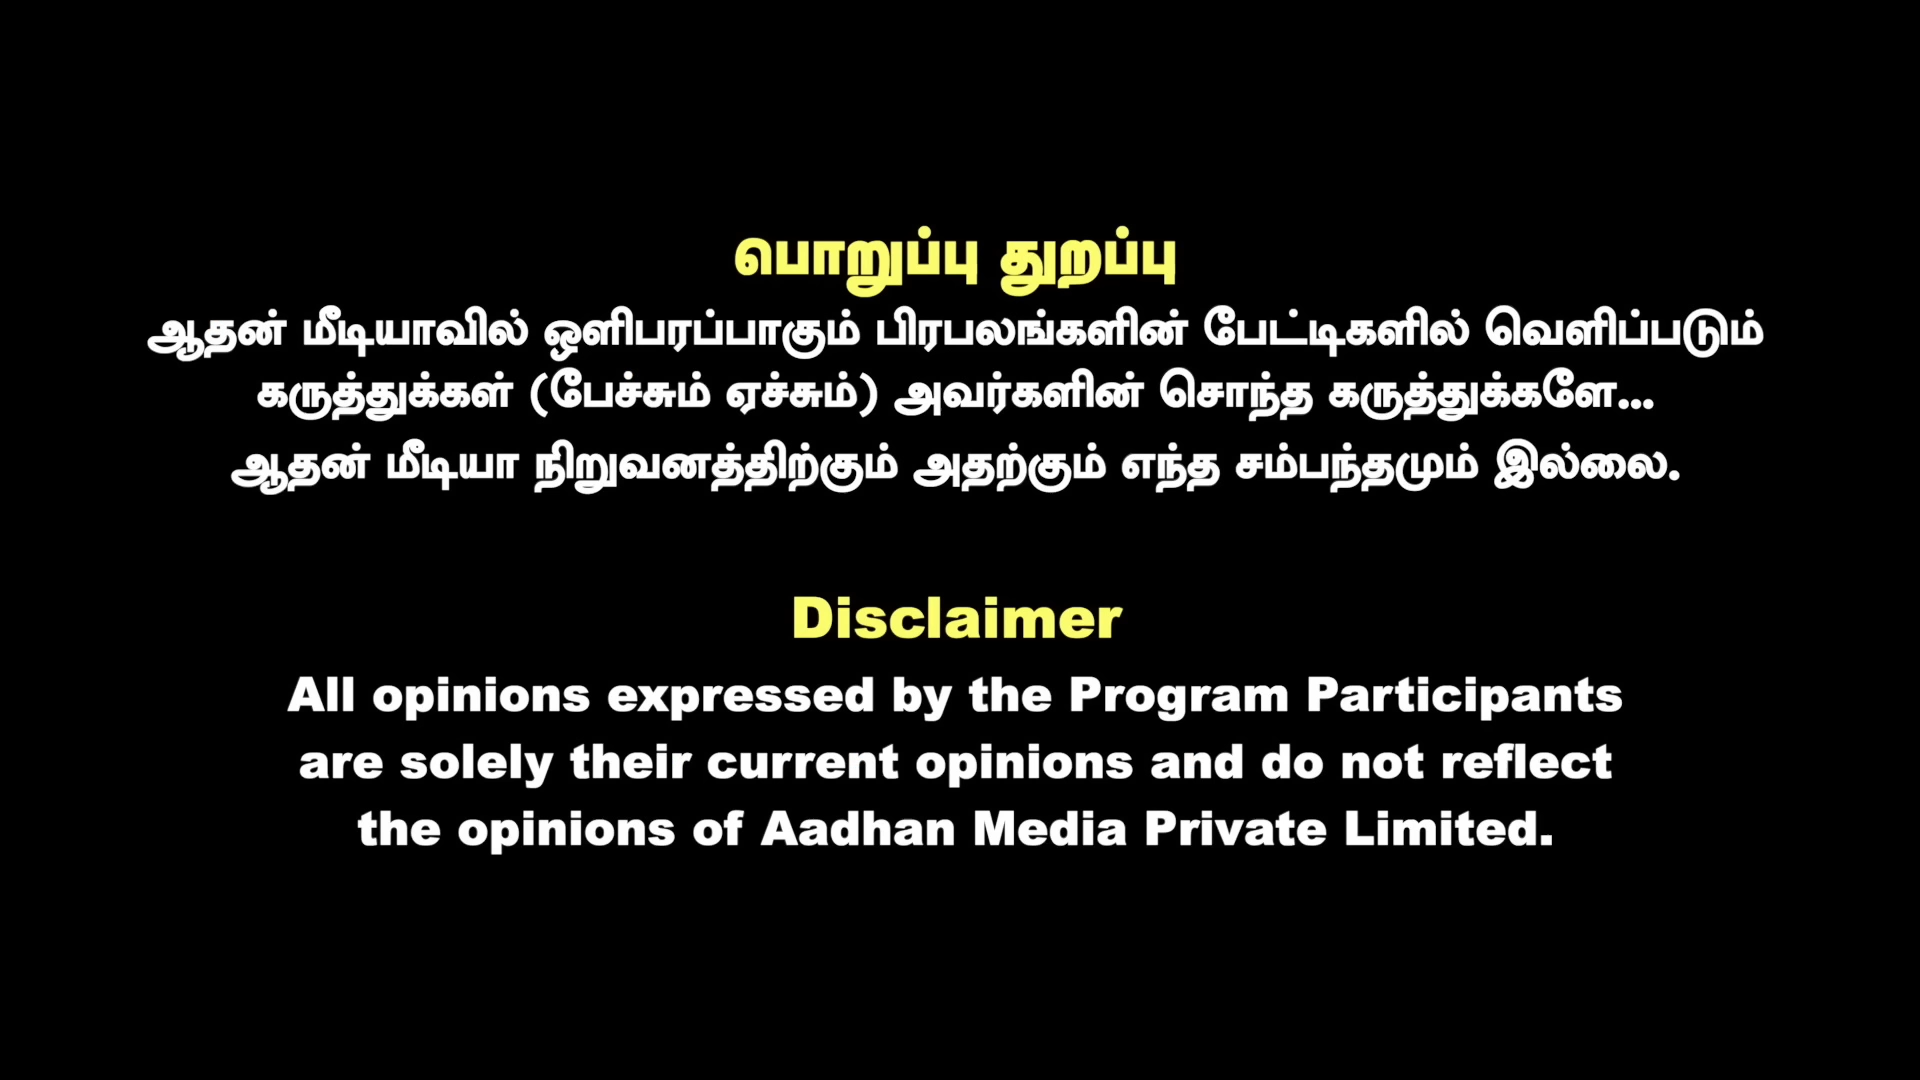 பொறுப்பு துறப்பு
ஆதன் மீடியாவில் ஒளிபரப்பாகும் பிரபலங்களின் பேட்டிகளில் வெளிப்படும்
கருத்துக்கள் (பேச்சும் ஏச்சும்) அவர்களின் சொந்த கருத்துக்களே...
ஆதன் மீடியா நிறுவனத்திற்கும் அதற்கும் எந்த சம்பந்தமும் இல்லை.
Disclaimer
All opinions expressed by the Program Participants
are solely their current opinions and do not reflect
the opinions of Aadhan Media Private Limited.